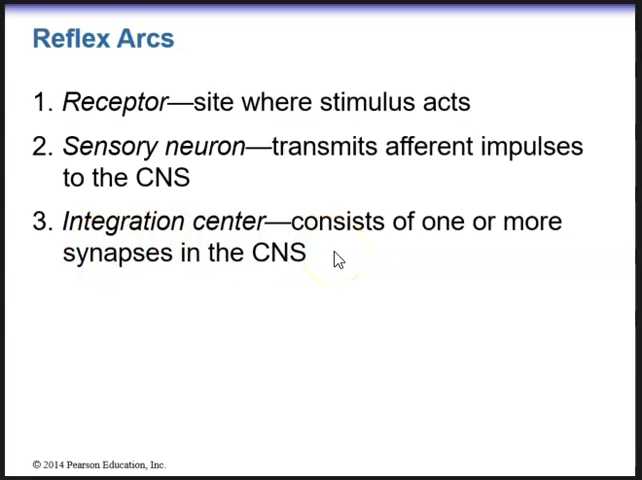 Reflex Arcs
1. Receptor—site where stimulus acts
2. Sensory neuron—transmits afferent impulses
to the CNS
3. Integration center—consists of one or more
synapses in the CNS
© 2014 Pearson Education, Inc.